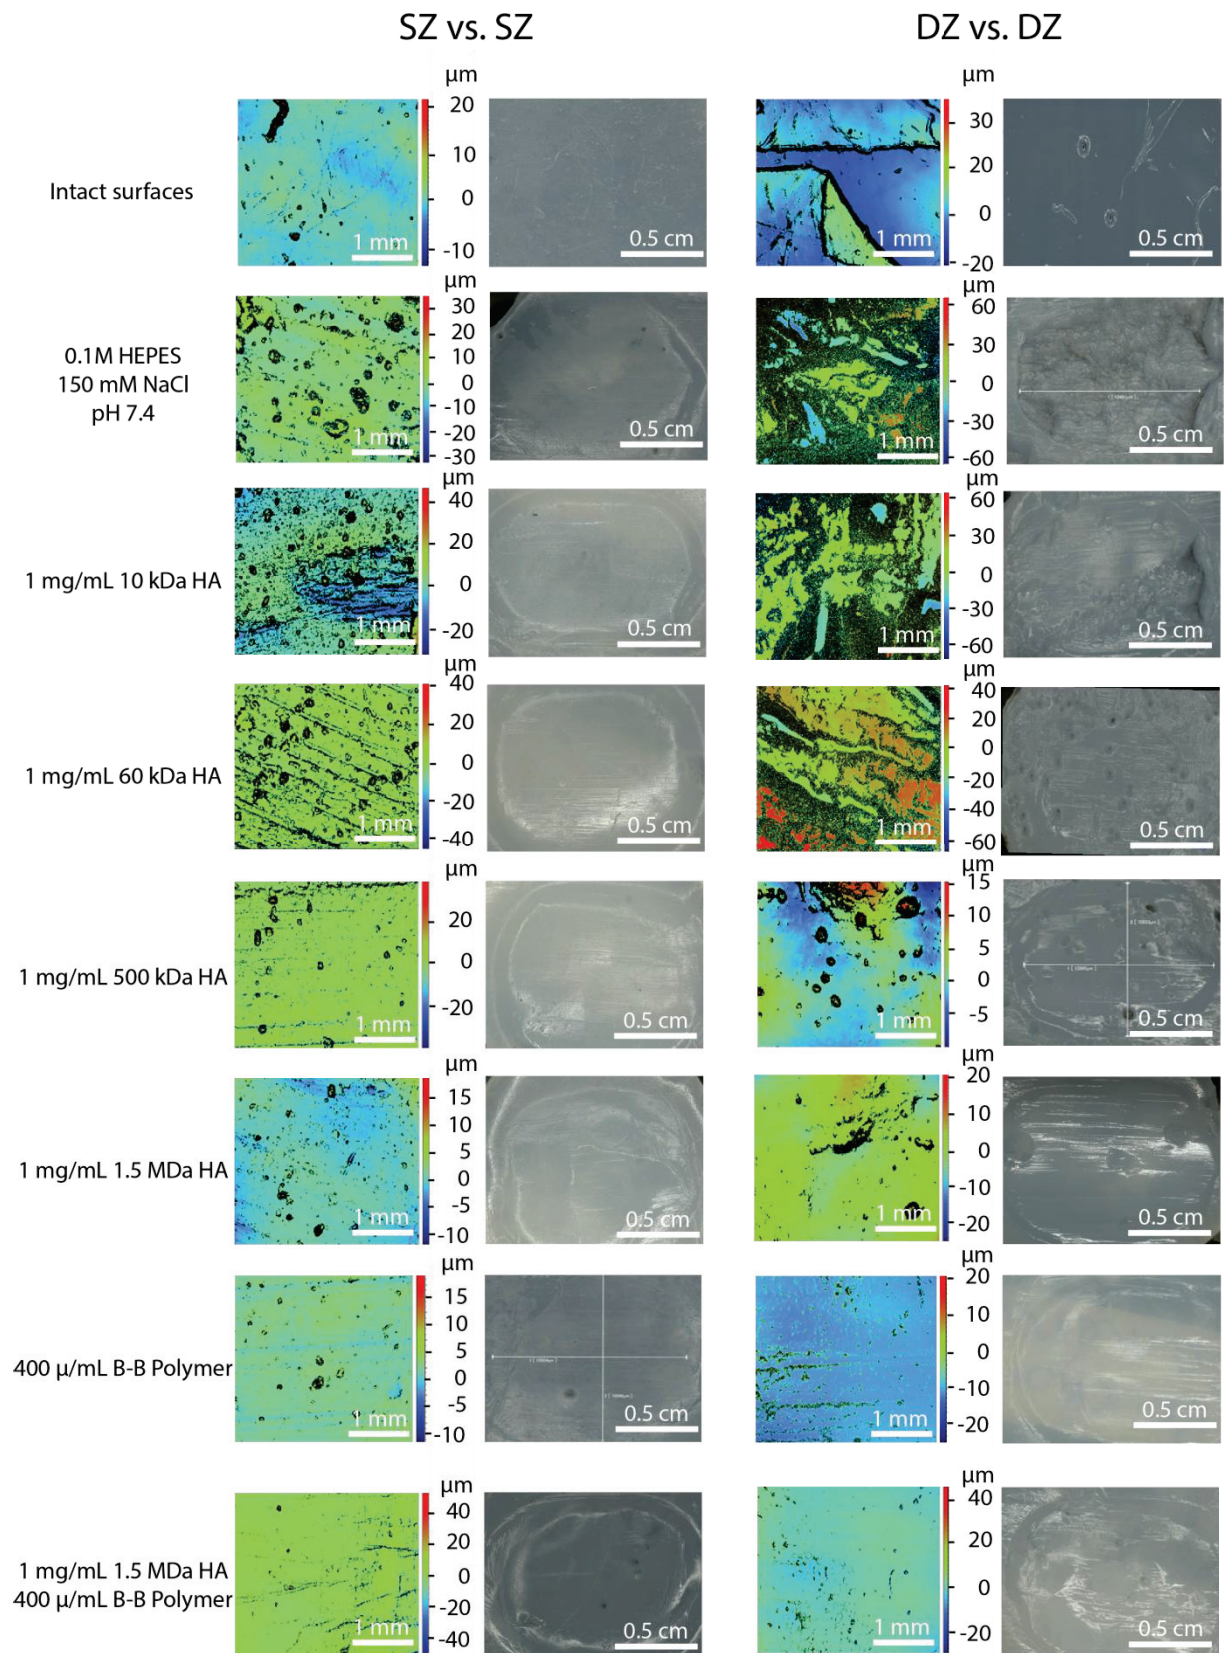 SZ vs. SZ
DZ vs. DZ
Intact surfaces
µm
20
10
0
-10
1 mm
0.5 cm
µm
30
20
0
-20
1 mm
0.5 cm
0.1M HEPES
150 mM NaCl
pH 7.4
µm
30
20
10
0
-10
-20
-30
1 mm
0.5 cm
µm
60
30
0
-30
-60
1 mm
0.5 cm
1 mg/mL 10 kDa HA
µm
40
20
0
-20
1 mm
0.5 cm
µm
60
30
0
-30
-60
1 mm
0.5 cm
1 mg/mL 60 kDa HA
µm
40
20
0
-20
-40
1 mm
0.5 cm
µm
40
20
0
-20
-40
-60
1 mm
0.5 cm
1 mg/mL 500 kDa HA
µm
20
0
-20
1 mm
0.5 cm
µm
15
10
5
0
-5
1 mm
0.5 cm
1 mg/mL 1.5 MDa HA
µm
15
10
5
0
-5
-10
1 mm
0.5 cm
µm
20
10
0
-10
-20
1 mm
0.5 cm
400 µ/mL B-B Polymer
µm
15
10
5
0
-5
-10
1 mm
0.5 cm
µm
20
10
0
-10
-20
1 mm
0.5 cm
1 mg/mL 1.5 MDa HA
400 µ/mL B-B Polymer
µm
40
20
0
-20
-40
1 mm
0.5 cm
µm
40
20
0
-20
1 mm
0.5 cm